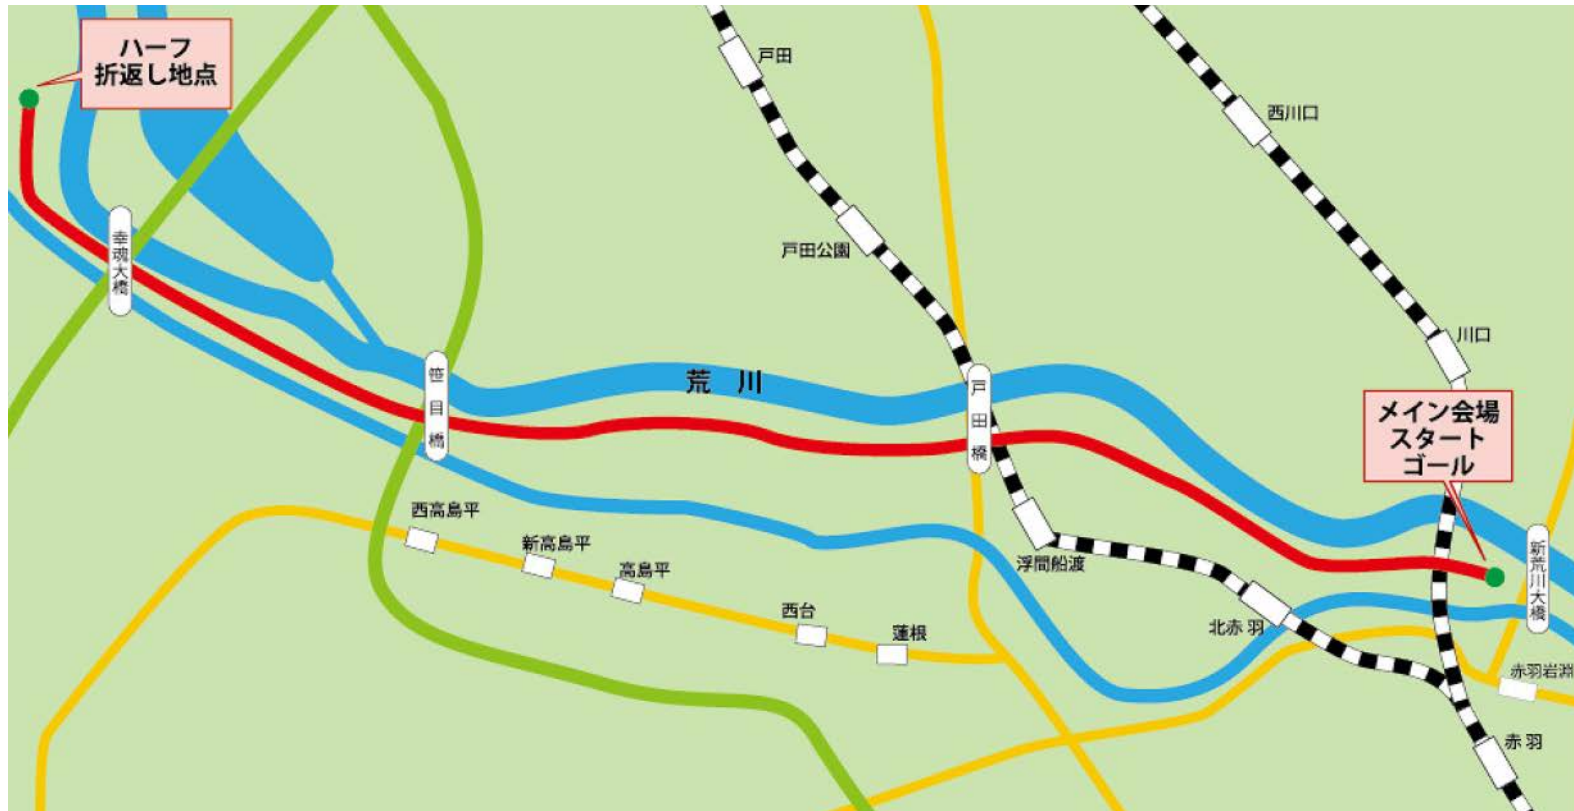 ハーフ
折返し地点
戸田
西川口
幸魂大橋
戸田公園
川口
笹目橋
荒川
戸田橋
メイン会場
スタート
ゴール
西高島平
新高島平
高島平
浮間船渡
新荒川大橋
西台
蓮根
北赤羽
赤羽岩淵
赤羽